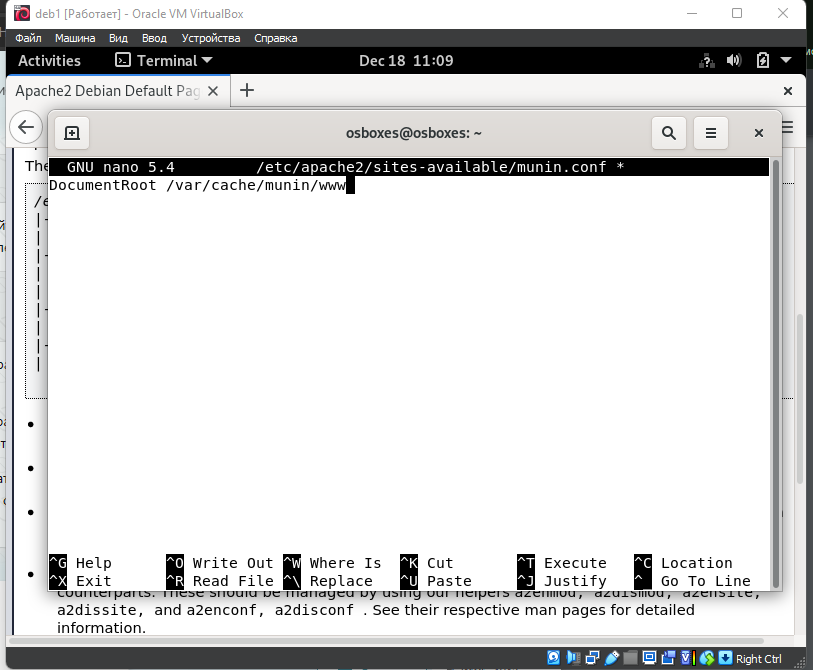 deb1 [Работает] - Oracle VM VirtualBox
Файл Машина Вид Ввод Устройства Справка
Activities Terminal Dec 18 11:09
Apache2 Debian Default Pag
osboxes@osboxes: ~
The
GNU nano 5.4 /etc/apache2/sites-available/munin.conf *
DocumentRoot /var/cache/munin/www
^G Help ^O Write Out ^W Where Is ^K Cut ^T Execute ^C Location
^X Exit ^R Read File ^\ Replace ^U Paste ^J Justify ^ Go To Line
counterparts. These should be managed by using our helpers a2enmod, a2dismod, a2ensite,
a2dissite, and a2enconf, a2disconf . See their respective man pages for detailed
information.
Right Ctrl